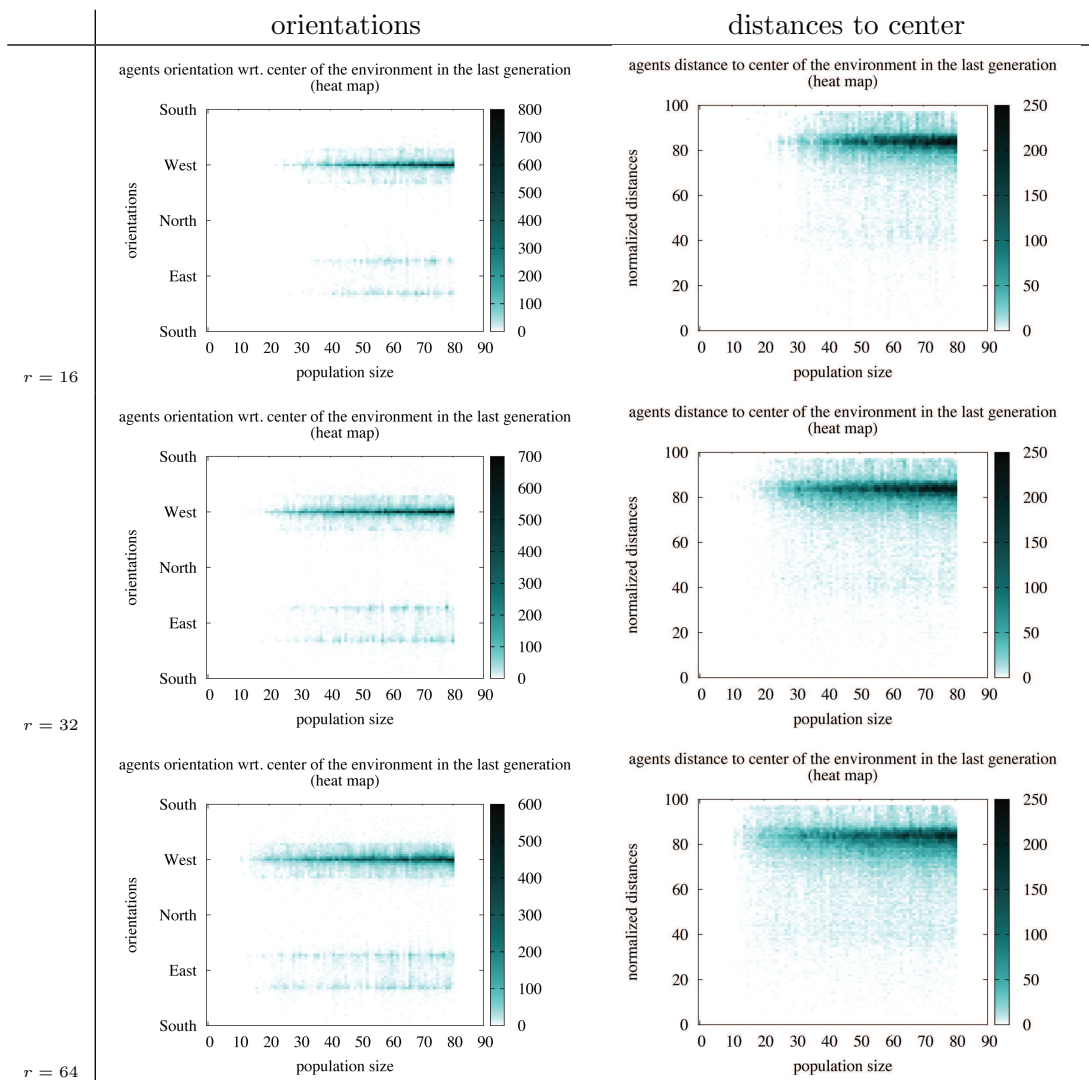 orientations
distances to center
agents orientation wrt. center of the environment in the last generation
(heat map)
South
West
North
East
South
orientations
0 10 20 30 40 50 60 70 80 90
population size
800
700
600
500
400
300
200
100
0
agents distance to center of the environment in the last generation
(heat map)
100
80
60
40
20
0
normalized distances
0 10 20 30 40 50 60 70 80 90
population size
250
200
150
100
50
0
r = 16
agents orientation wrt. center of the environment in the last generation
(heat map)
South
West
North
East
South
orientations
0 10 20 30 40 50 60 70 80 90
population size
700
600
500
400
300
200
100
0
agents distance to center of the environment in the last generation
(heat map)
100
80
60
40
20
0
normalized distances
0 10 20 30 40 50 60 70 80 90
population size
250
200
150
100
50
0
r = 32
agents orientation wrt. center of the environment in the last generation
(heat map)
South
West
North
East
South
orientations
0 10 20 30 40 50 60 70 80 90
population size
600
500
400
300
200
100
0
agents distance to center of the environment in the last generation
(heat map)
100
80
60
40
20
0
normalized distances
0 10 20 30 40 50 60 70 80 90
population size
250
200
150
100
50
0
r = 64